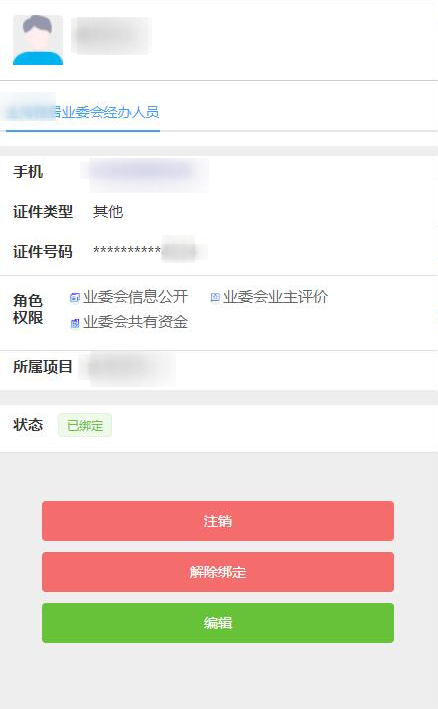 居业委会经办人员
手机
证件类型 其他
证件号码 **********
角色权限
业委会信息公开 业委会业主评价
业委会共有资金
所属项目
状态 已绑定
注销
解除绑定
编辑